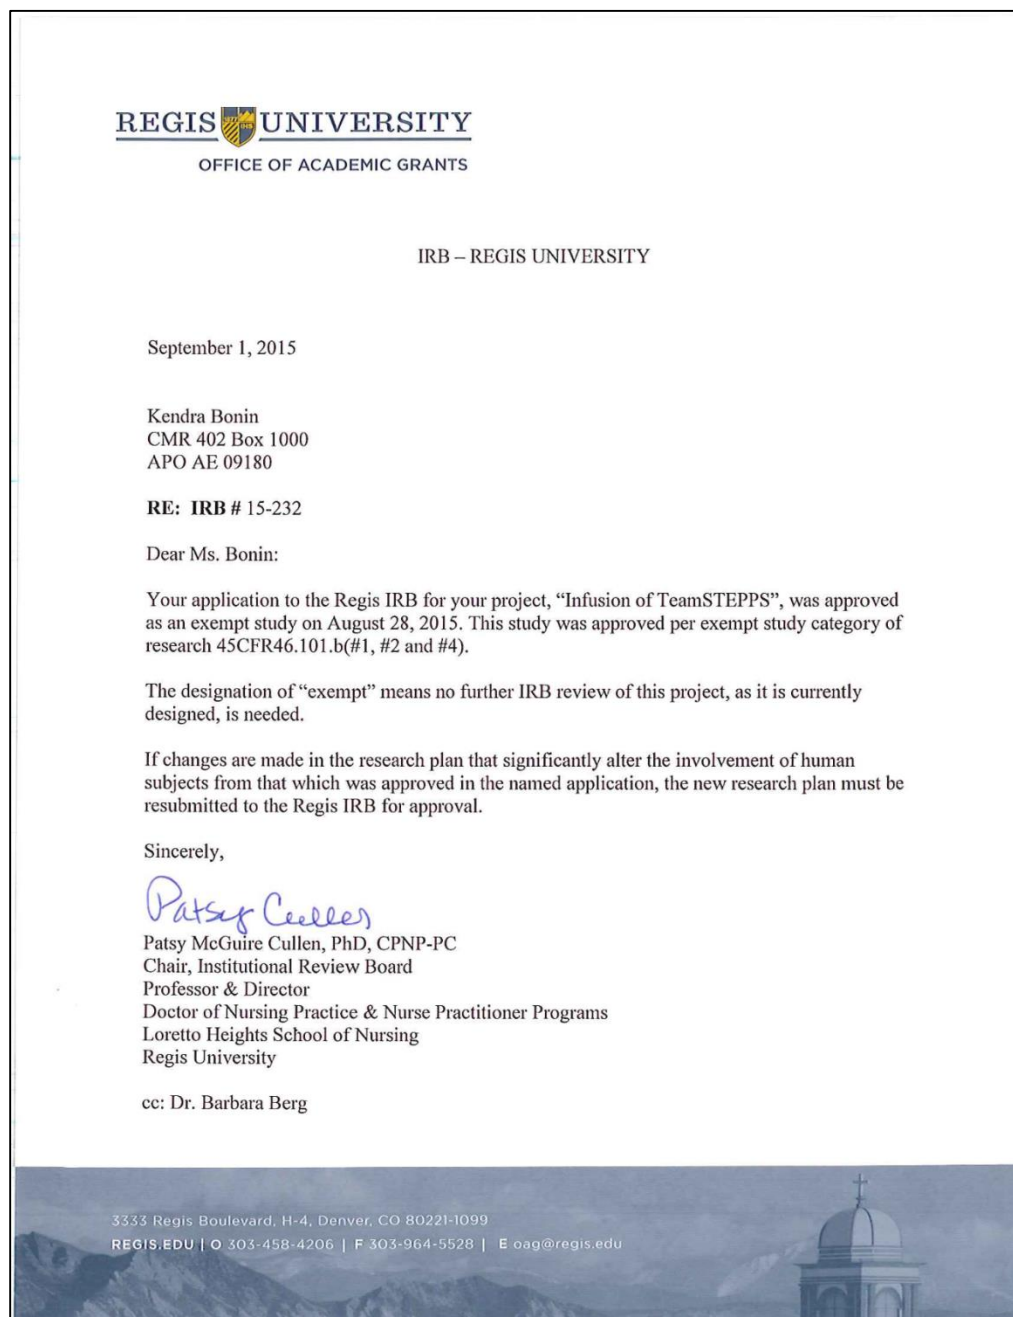 REGIS UNIVERSITY
OFFICE OF ACADEMIC GRANTS
IRB – REGIS UNIVERSITY
September 1, 2015
Kendra Bonin
CMR 402 Box 1000
APO AE 09180
RE: IRB # 15-232
Dear Ms. Bonin:
Your application to the Regis IRB for your project, “Infusion of TeamSTEPPS”, was approved
as an exempt study on August 28, 2015. This study was approved per exempt study category of
research 45CFR46.101.b(#1, #2 and #4).
The designation of “exempt” means no further IRB review of this project, as it is currently
designed, is needed.
If changes are made in the research plan that significantly alter the involvement of human
subjects from that which was approved in the named application, the new research plan must be
resubmitted to the Regis IRB for approval.
Sincerely,
Patsy Cullen
Patsy McGuire Cullen, PhD, CPNP-PC
Chair, Institutional Review Board
Professor & Director
Doctor of Nursing Practice & Nurse Practitioner Programs
Loretto Heights School of Nursing
Regis University
cc: Dr. Barbara Berg
3333 Regis Boulevard, H-4, Denver, CO 80221-1099
REGIS.EDU | O 303-458-4206 | F 303-964-5528 | E oag@regis.edu